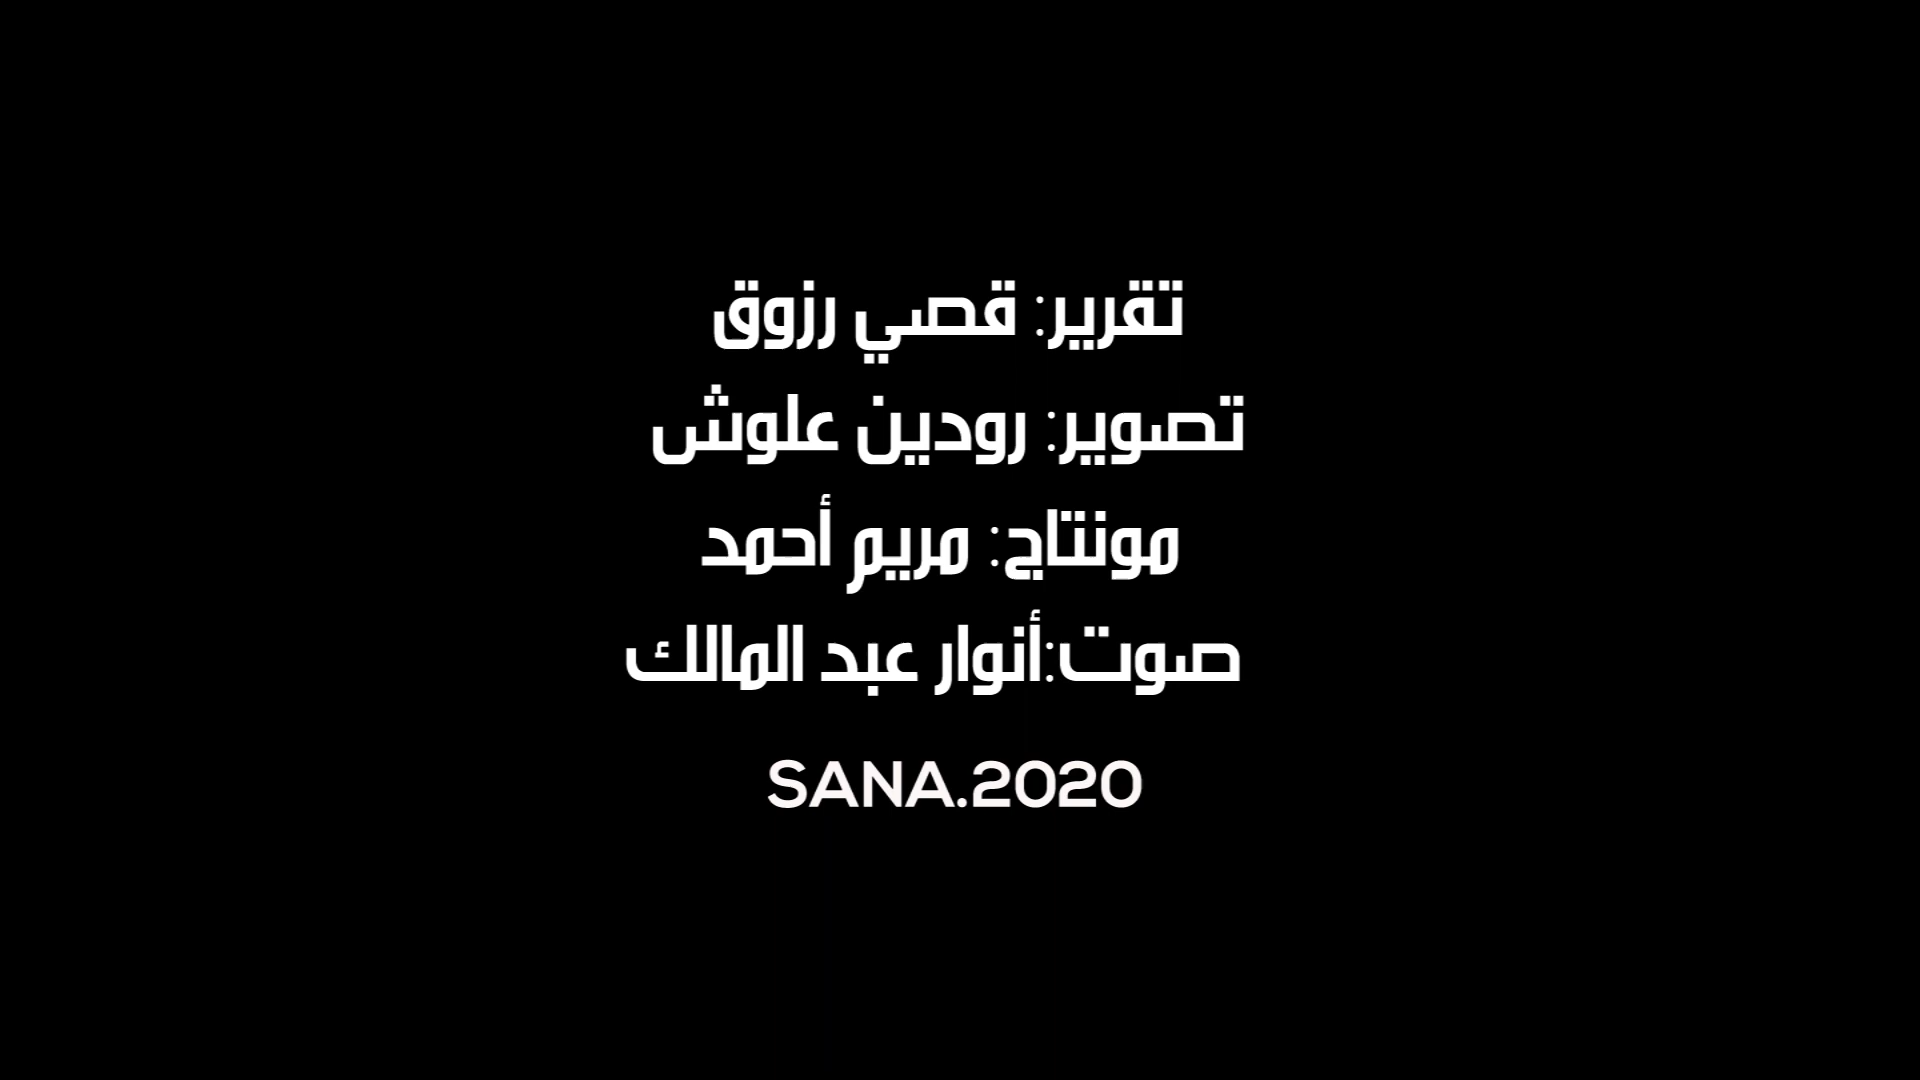 تقرير: قصي رزوق
تصوير: رودين علوش
مونتاج: مريم أحمد
صوت:أنوار عبد المالك
SANA.2020